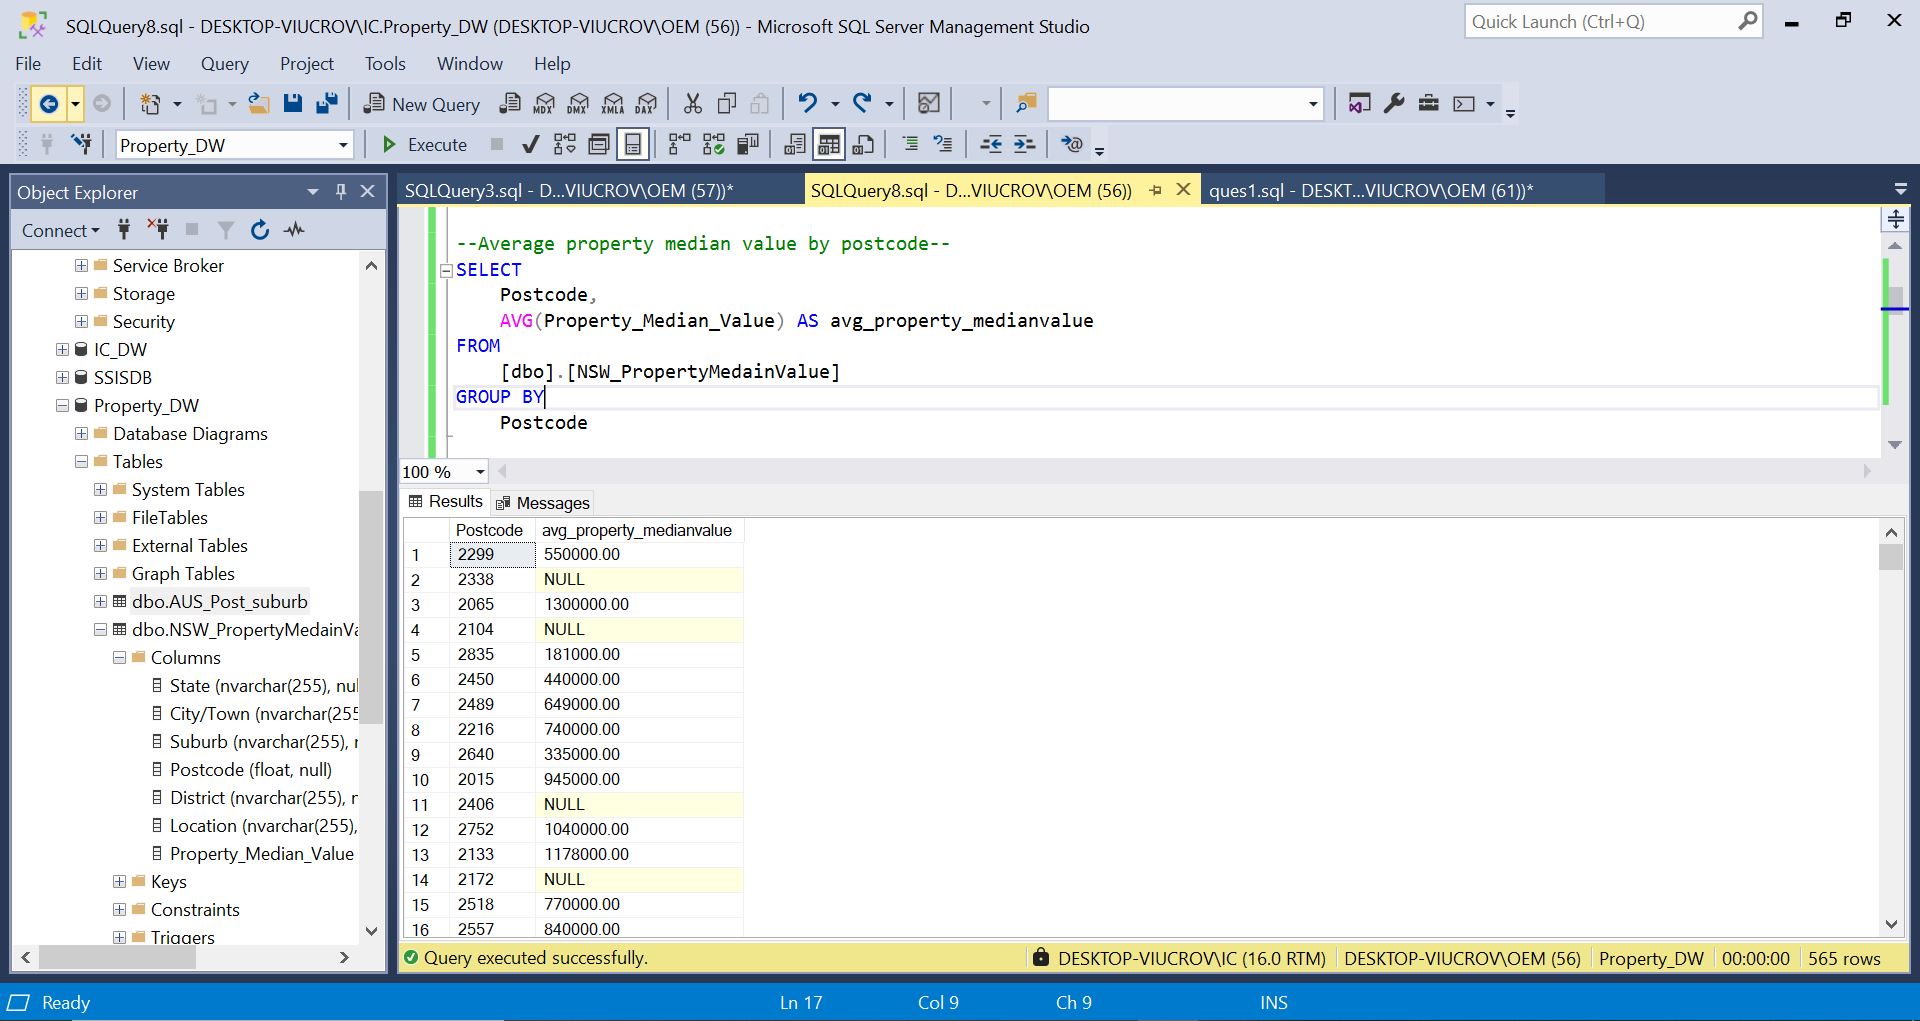 SQLQuery8.sql - DESKTOP-VIUCROV\IC.Property_DW (DESKTOP-VIUCROV\OEM (56)) - Microsoft SQL Server Management Studio
Quick Launch (Ctrl+Q)
File Edit View Query Project Tools Window Help
New Query MDX DMX XMLA DAX
Property_DW Execute
Object Explorer
Connect
Service Broker
Storage
Security
IC_DW
SSISDB
Property_DW
Database Diagrams
Tables
System Tables
FileTables
External Tables
Graph Tables
dbo.AUS_Post_suburb
dbo.NSW_PropertyMedainVa
Columns
State (nvarchar(255), nul
City/Town (nvarchar(255
Suburb (nvarchar(255), r
Postcode (float, null)
District (nvarchar(255), r
Location (nvarchar(255),
Property_Median_Value
Keys
Constraints
Triggers
SQLQuery3.sql - D...VIUCROV\OEM (57))* SQLQuery8.sql - D...VIUCROV\OEM (56)) ques1.sql - DESKT...VIUCROV\OEM (61))*
--Average property median value by postcode--
SELECT
Postcode,
AVG(Property_Median_Value) AS avg_property_medianvalue
FROM
[dbo].[NSW_PropertyMedainValue]
GROUP BY
Postcode
100 %
Results Messages
Postcode avg_property_medianvalue
1 2299 550000.00
2 2338 NULL
3 2065 1300000.00
4 2104 NULL
5 2835 181000.00
6 2450 440000.00
7 2489 649000.00
8 2216 740000.00
9 2640 335000.00
10 2015 945000.00
11 2406 NULL
12 2752 1040000.00
13 2133 1178000.00
14 2172 NULL
15 2518 770000.00
16 2557 840000.00
Query executed successfully. DESKTOP-VIUCROV\IC (16.0 RTM) DESKTOP-VIUCROV\OEM (56) Property_DW 00:00:00 565 rows
Ready Ln 17 Col 9 Ch 9 INS